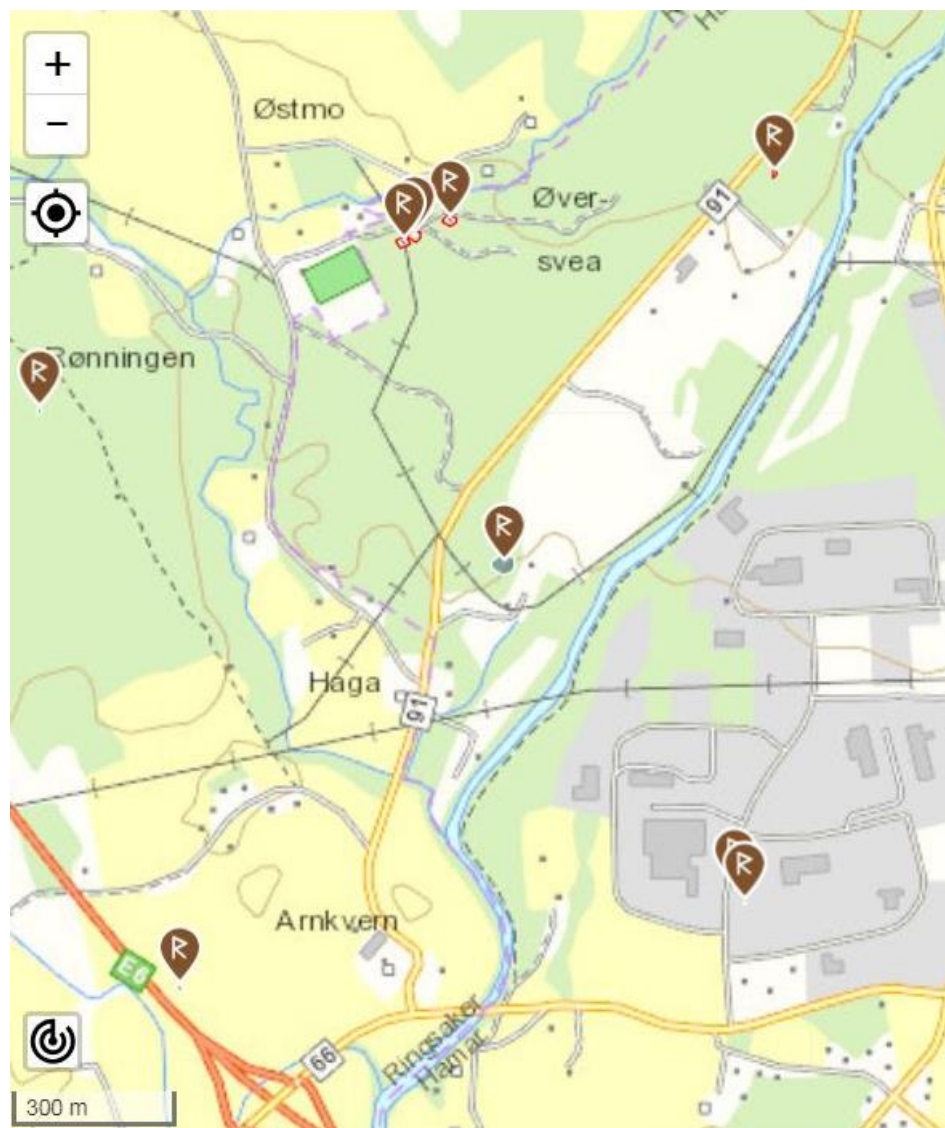 +
Østmo
−
Øver-
91
svea
Rønningen
Haga
91
Arnkvern
E6
Ringsaker
Hamar
66
300 m